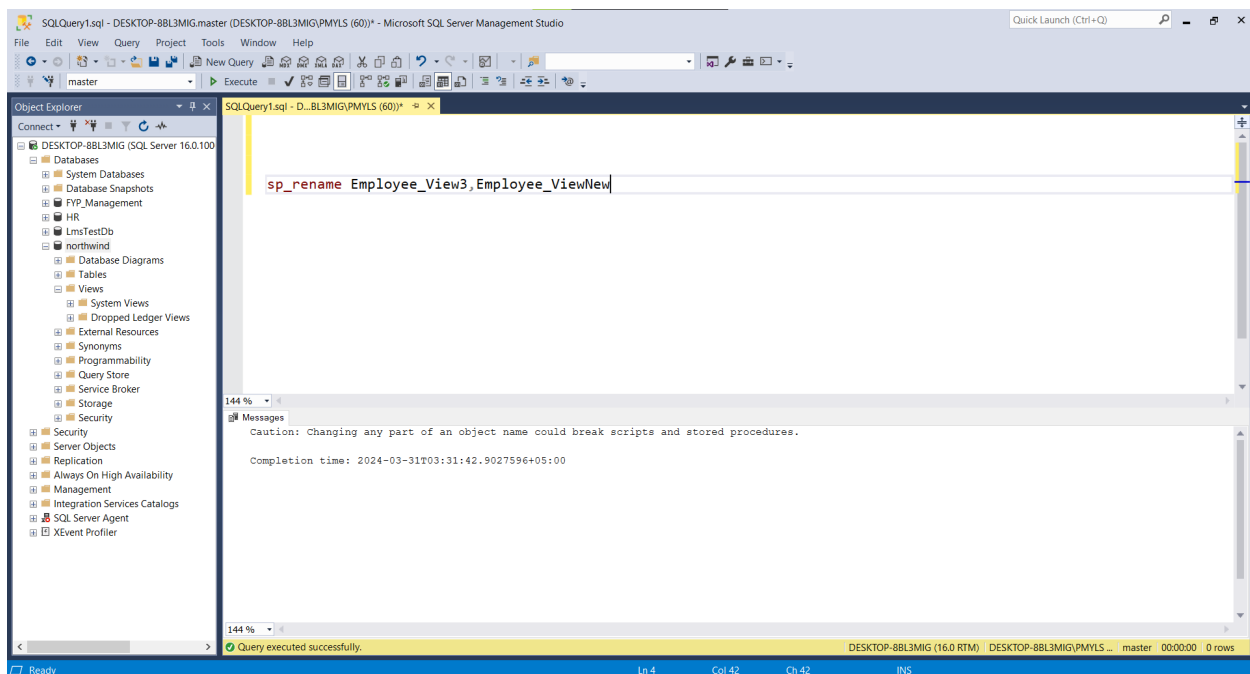 SQLQuery1.sql - DESKTOP-8BL3MIG.master (DESKTOP-8BL3MIG\PMYLS (60))* - Microsoft SQL Server Management Studio
Quick Launch (Ctrl+Q)
File Edit View Query Project Tools Window Help
New Query
master
Execute
Object Explorer
SQLQuery1.sql - D...BL3MIG\PMYLS (60))*
Connect
DESKTOP-8BL3MIG (SQL Server 16.0.100
Databases
System Databases
Database Snapshots
FYP_Management
HR
LmsTestDb
northwind
Database Diagrams
Tables
Views
System Views
Dropped Ledger Views
External Resources
Synonyms
Programmability
Query Store
Service Broker
Storage
Security
Security
Server Objects
Replication
Always On High Availability
Management
Integration Services Catalogs
SQL Server Agent
XEvent Profiler
sp_rename Employee_View3,Employee_ViewNew
144 %
Messages
Caution: Changing any part of an object name could break scripts and stored procedures.
Completion time: 2024-03-31T03:31:42.9027596+05:00
144 %
Query executed successfully.
DESKTOP-8BL3MIG (16.0 RTM) DESKTOP-8BL3MIG\PMYLS ... master 00:00:00 0 rows
Ready Ln 4 Col 42 Ch 42 INS